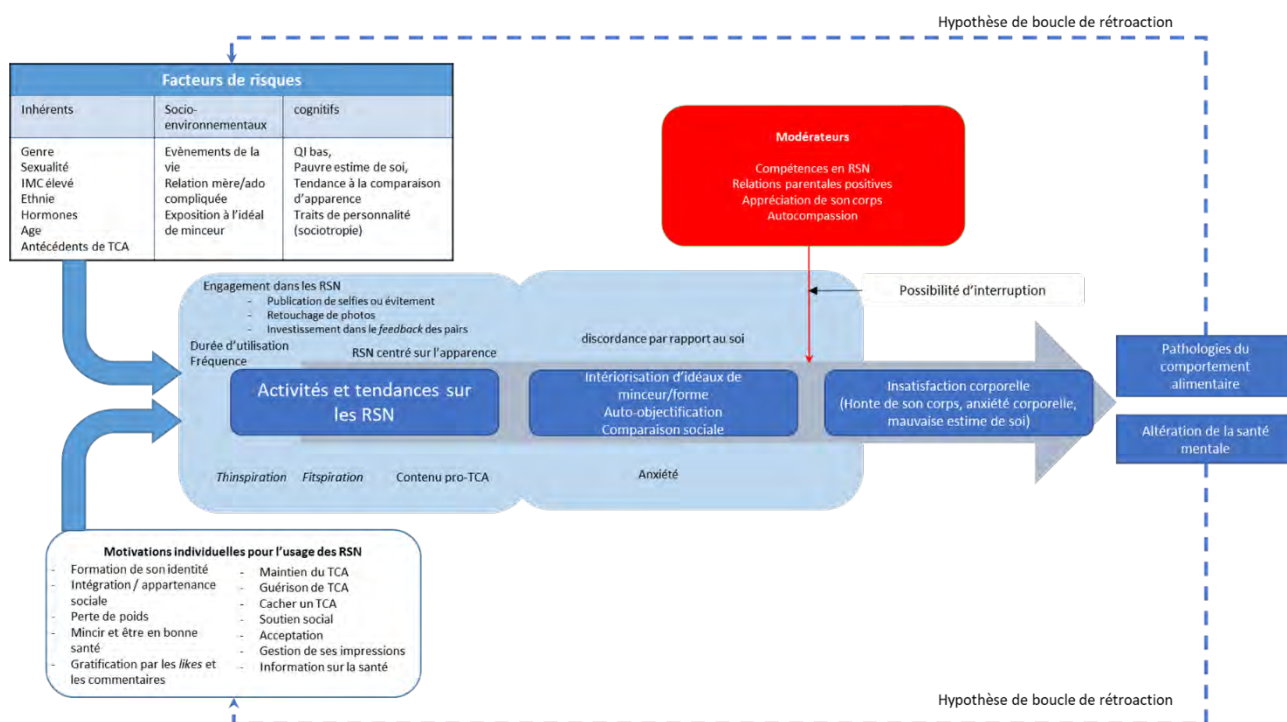 Hypothèse de boucle de rétroaction
Facteurs de risques
Inhérents
Genre
Sexualité
IMC élevé
Ethnie
Hormones
Age
Antécédents de TCA
Socio-
environnementaux
Evènements de la
vie
Relation mère/ado
compliquée
Exposition à l'idéal
de minceur
cognitifs
QI bas,
Pauvre estime de soi,
Tendance à la comparaison
d'apparence
Traits de personnalité
(sociotropie)
Modérateurs
Compétences en RSN
Relations parentales positives
Appréciation de son corps
Autocompassion
Possibilité d'interruption
Engagement dans les RSN
- Publication de selfies ou évitement
- Retouchage de photos
- Investissement dans le feedback des pairs
Durée d'utilisation
Fréquence
RSN centré sur l'apparence
Activités et tendances sur
les RSN
Thinspiration Fitspiration Contenu pro-TCA
discordance par rapport au soi
Intériorisation d'idéaux de
minceur/forme
Auto-objectification
Comparaison sociale
Anxiété
Insatisfaction corporelle
(Honte de son corps, anxiété corporelle,
mauvaise estime de soi)
Pathologies du
comportement
alimentaire
Altération de la santé
mentale
Motivations individuelles pour l'usage des RSN
- Formation de son identité
- Intégration / appartenance
sociale
- Perte de poids
- Mincir et être en bonne
santé
- Gratification par les likes et
les commentaires
- Maintien du TCA
- Guérison de TCA
- Cacher un TCA
- Soutien social
- Acceptation
- Gestion de ses impressions
- Information sur la santé
Hypothèse de boucle de rétroaction